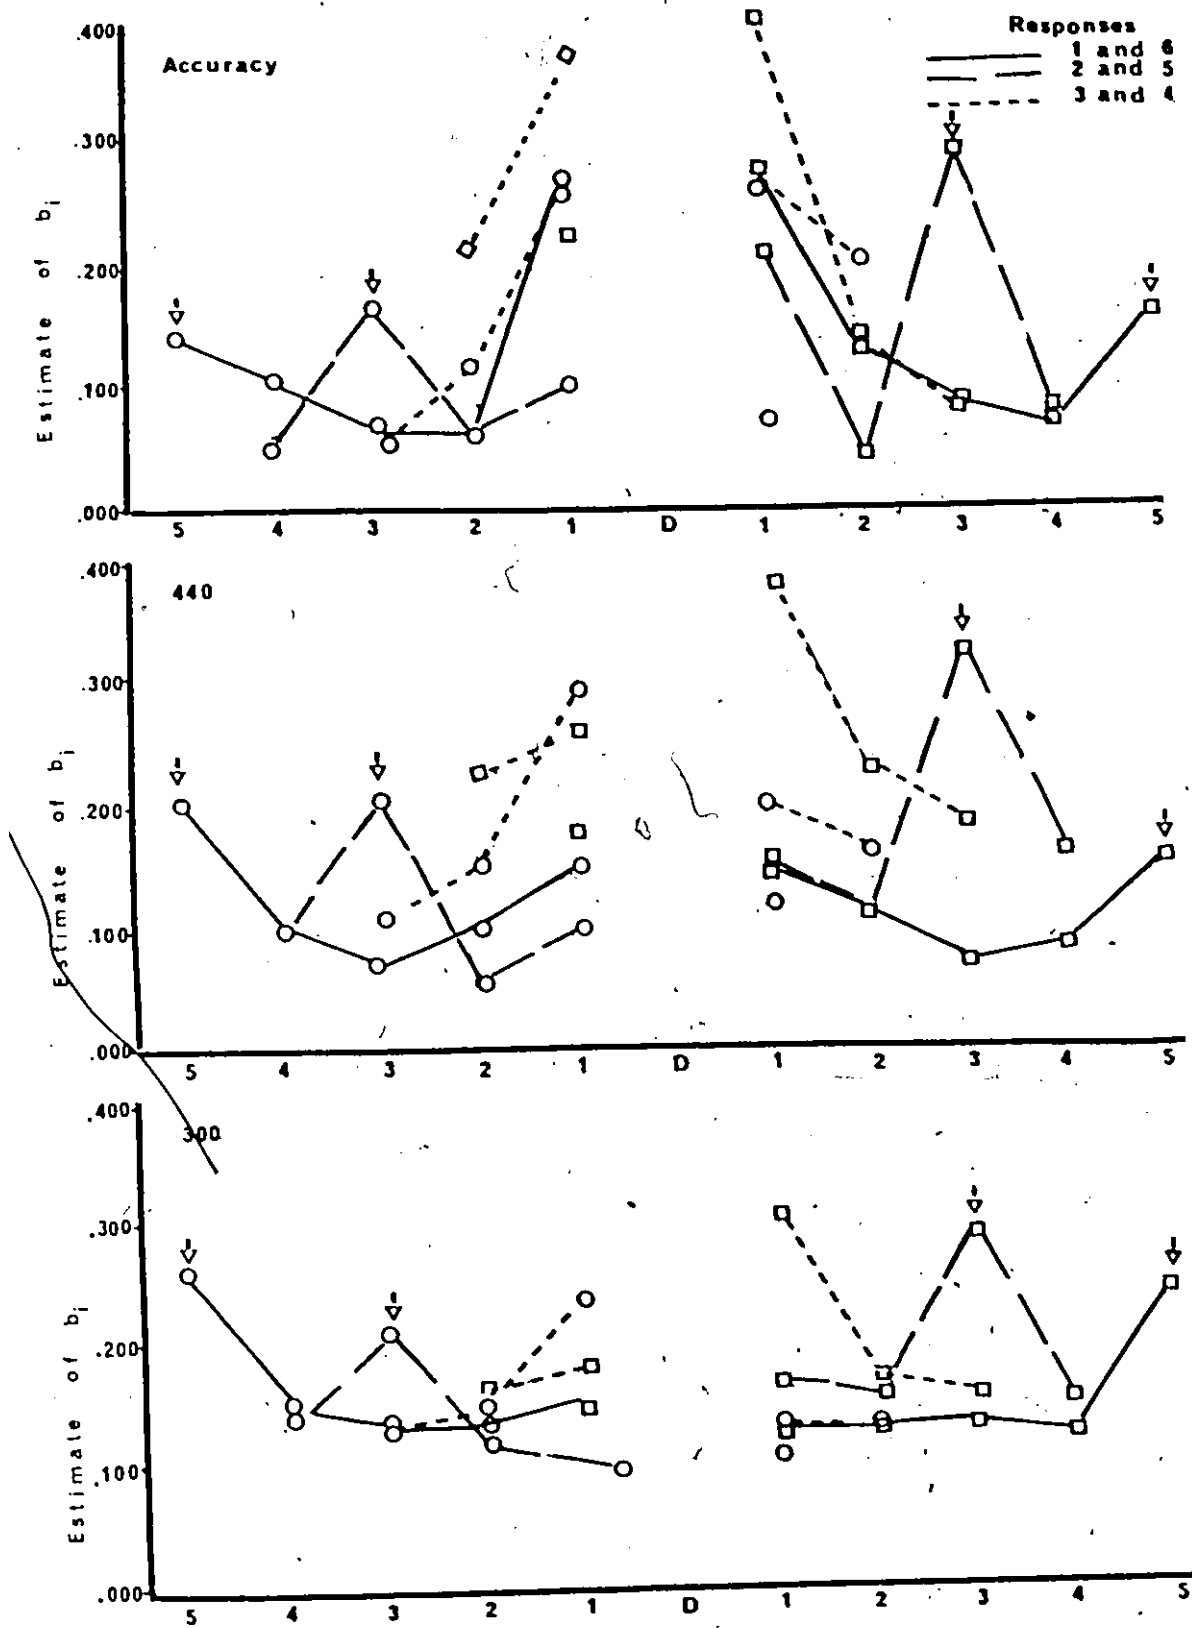 Responses
1 and 6
2 and 5
3 and 4
Accuracy
.400
.300
.200
.100
.000
Estimate of bi
5 4 3 2 1 D 1 2 3 4 5
440
.400
.300
.200
.100
.000
Estimate of bi
5 4 3 2 1 D 1 2 3 4 5
300
.400
.300
.200
.100
.000
Estimate of bi
5 4 3 2 1 D 1 2 3 4 5